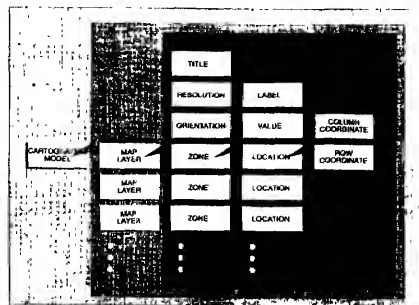 TITLE
RESOLUTION LABEL
ORIENTATION VALUE COLUMN COORDINATE
CARTOGRAPHIC MODEL MAP LAYER ZONE LOCATION ROW COORDINATE
MAP LAYER ZONE LOCATION
MAP LAYER ZONE LOCATION